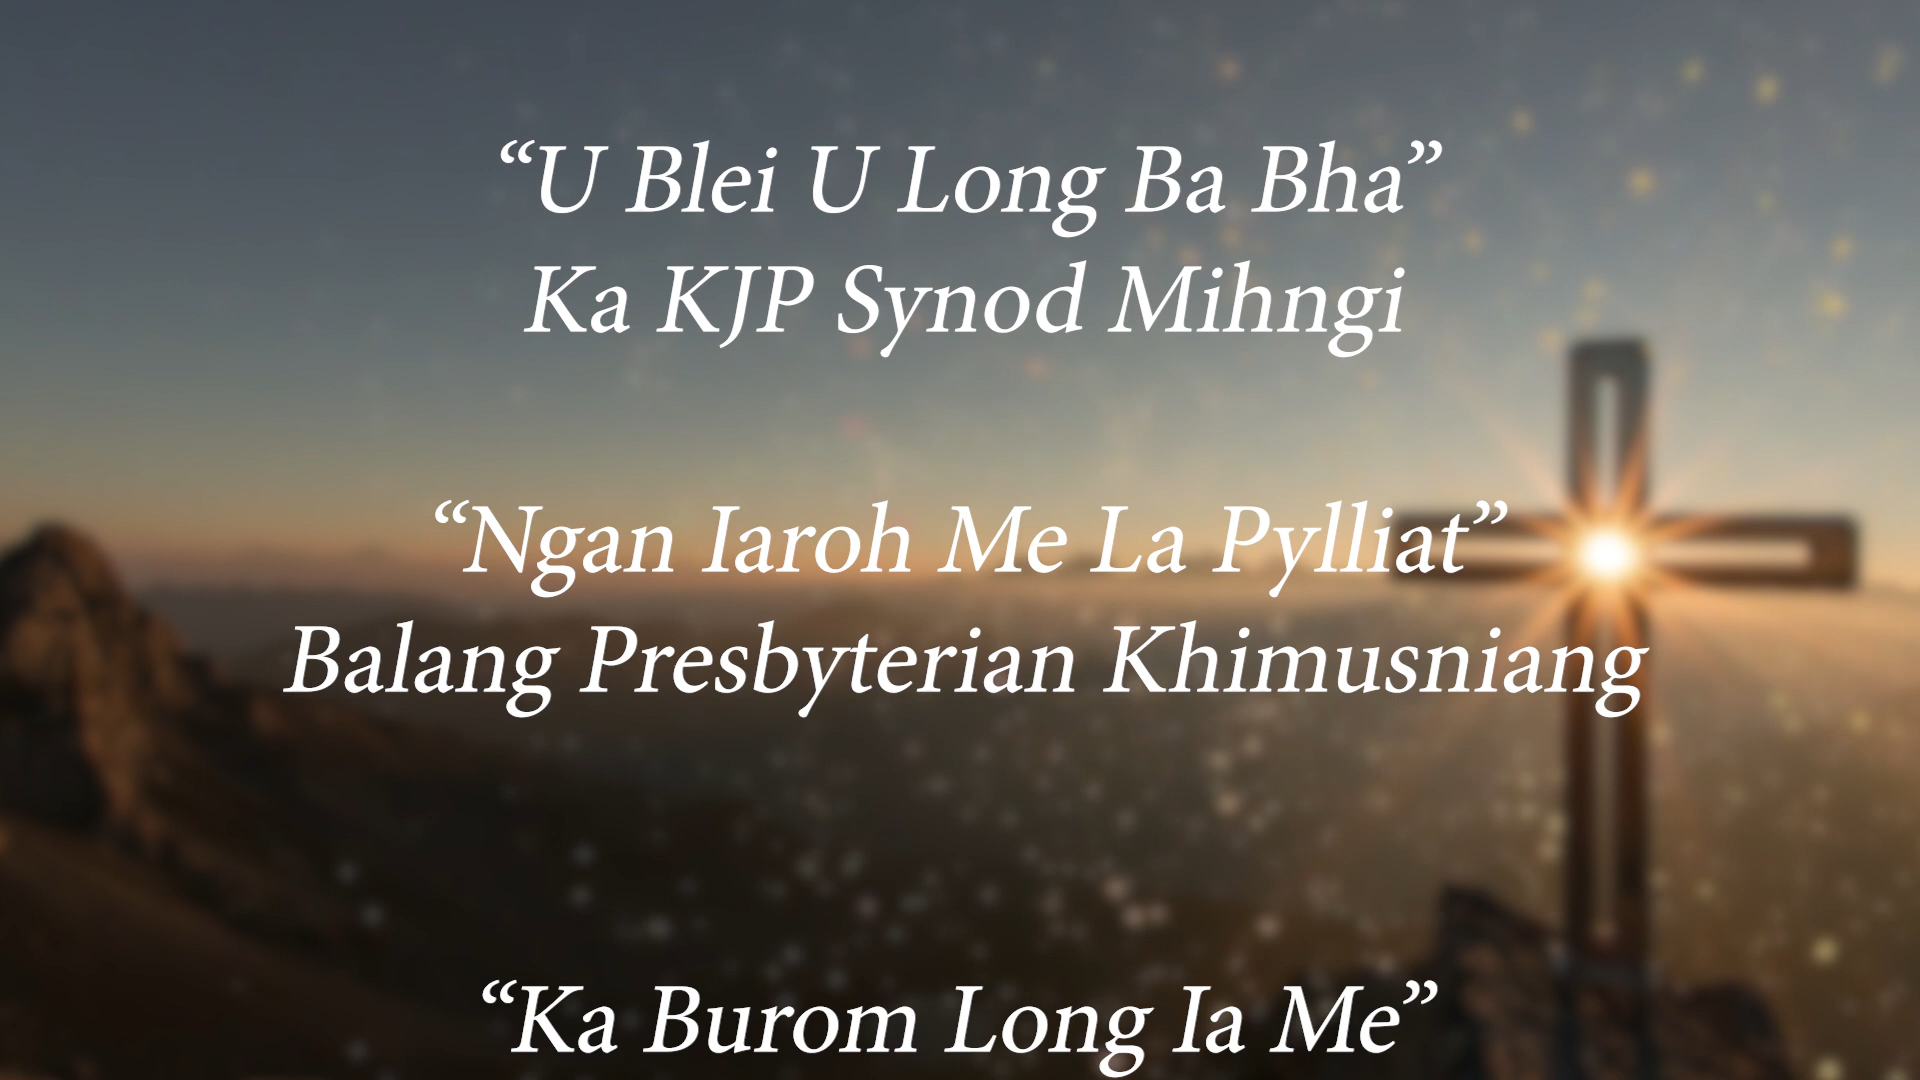 “U Blei U Long Ba Bha”
Ka KJP Synod Mihngi
“Ngan Iaroh Me La Pylliat”
Balang Presbyterian Khimusniang
“Ka Burom Long Ia Me”